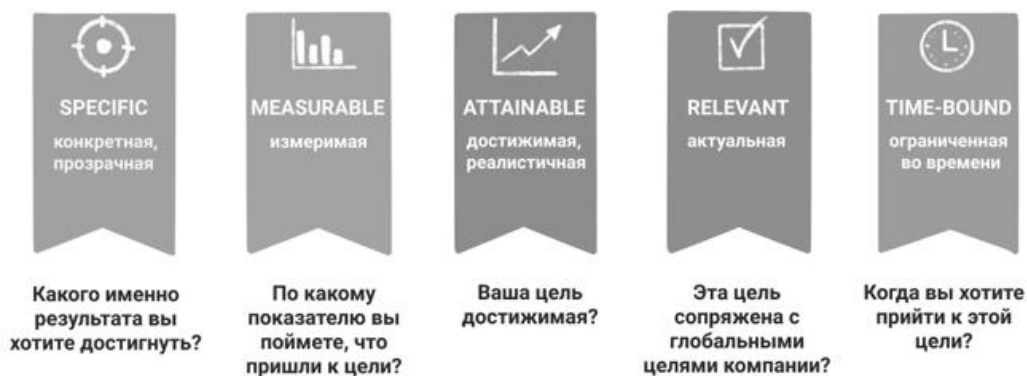 SPECIFIC
конкретная,
прозрачная
Какого именно
результата вы
хотите достигнуть?
MEASURABLE
измеримая
По какому
показателю вы
поймете, что
пришли к цели?
ATTAINABLE
достижимая,
реалистичная
Ваша цель
достижимая?
RELEVANT
актуальная
Эта цель
сопряжена с
глобальными
целями компании?
TIME-BOUND
ограниченная
во времени
Когда вы хотите
прийти к этой
цели?